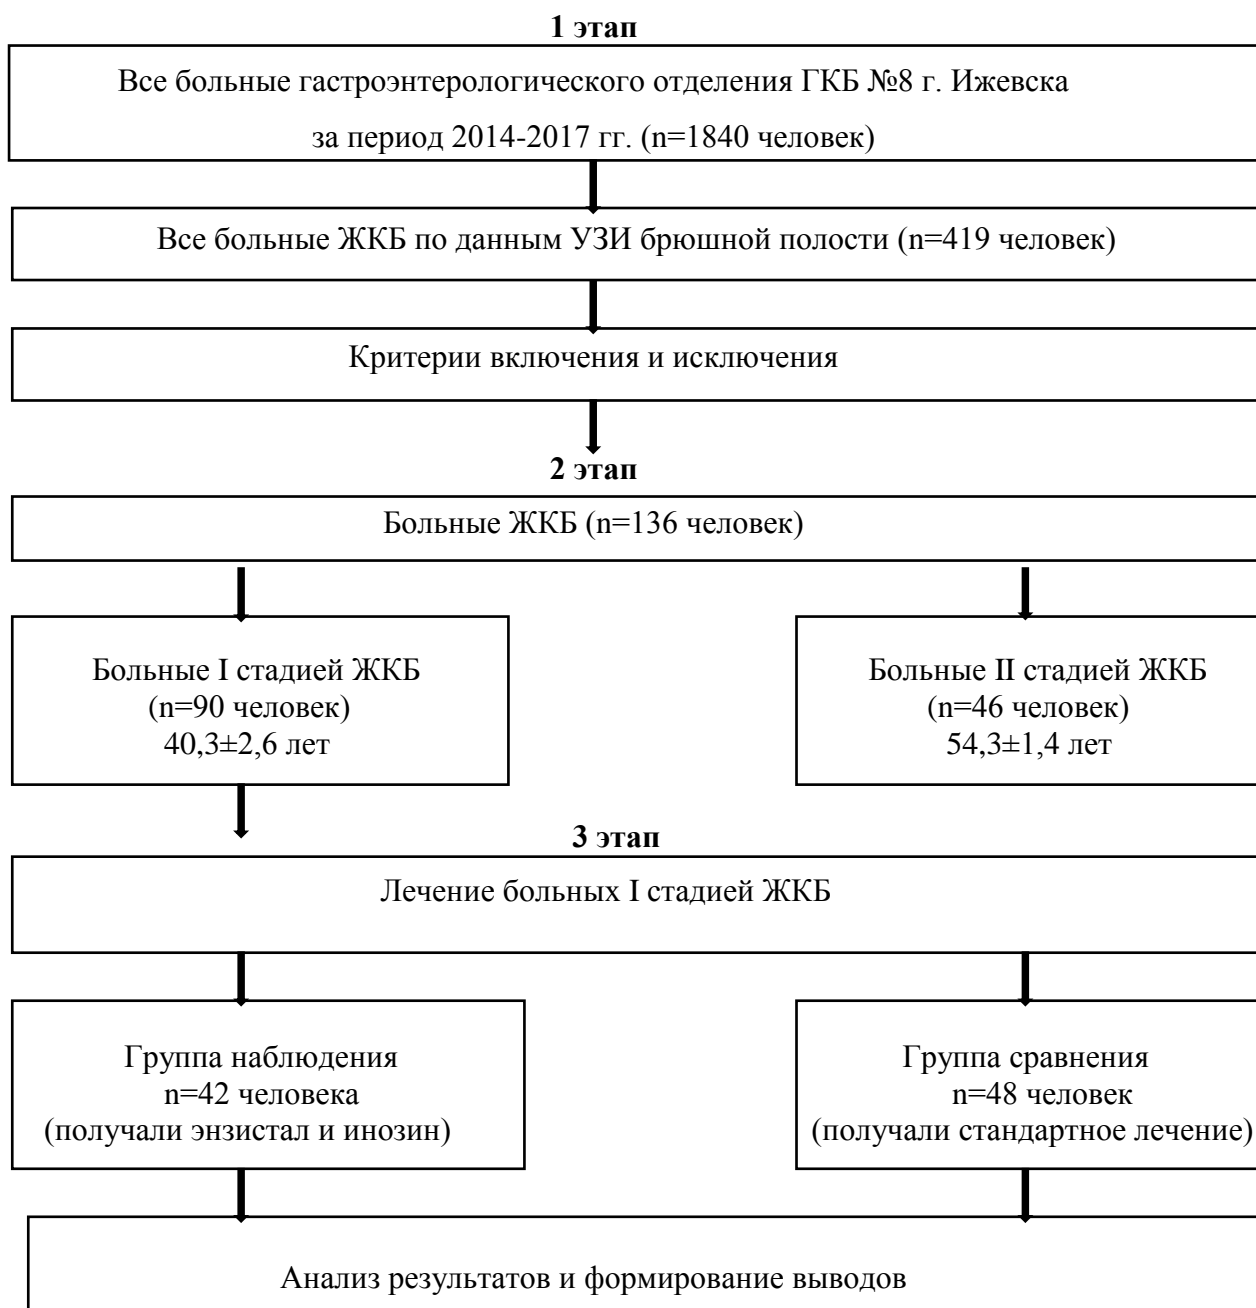 1 этап
Все больные гастроэнтерологического отделения ГКБ №8 г. Ижевска
за период 2014-2017 гг. (n=1840 человек)
Все больные ЖКБ по данным УЗИ брюшной полости (n=419 человек)
Критерии включения и исключения
2 этап
Больные ЖКБ (n=136 человек)
Больные I стадией ЖКБ
(n=90 человек)
40,3±2,6 лет
Больные II стадией ЖКБ
(n=46 человек)
54,3±1,4 лет
3 этап
Лечение больных I стадией ЖКБ
Группа наблюдения
n=42 человека
(получали энзистал и инозин)
Группа сравнения
n=48 человек
(получали стандартное лечение)
Анализ результатов и формирование выводов